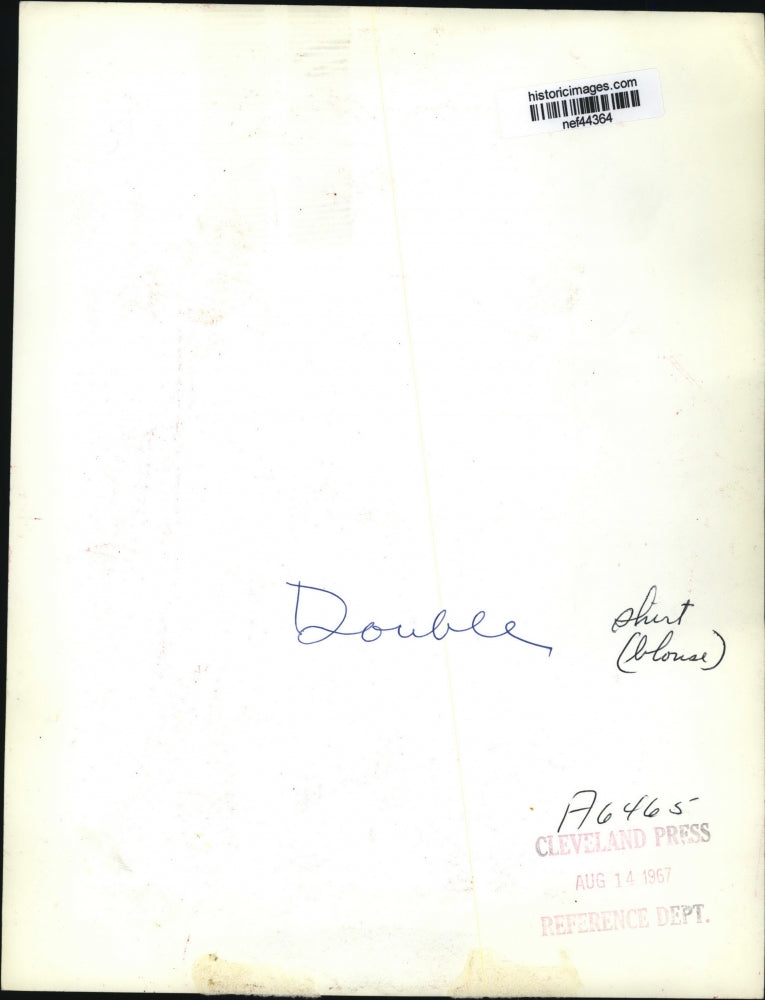 historicimages.com
nef44364
Double
shirt
(blouse)
A6465
CLEVELAND PRESS
AUG 14 1967
REFERENCE DEPT.